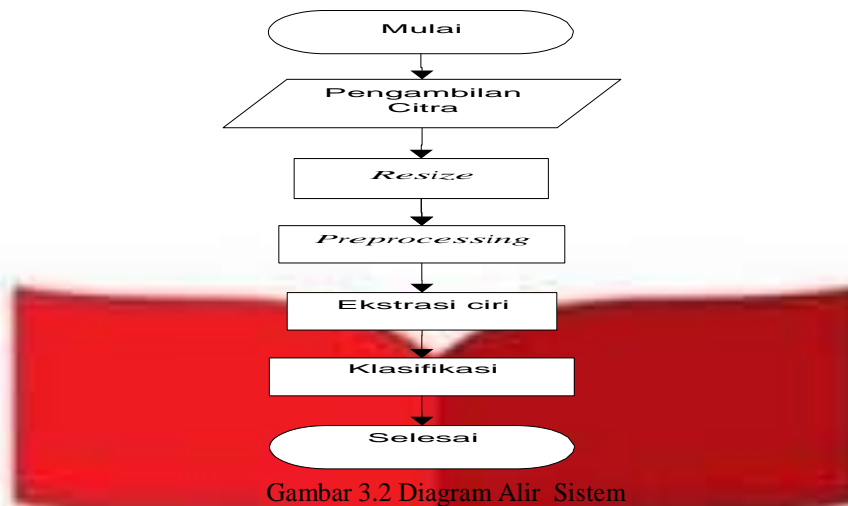 Mulai
Pengambilan
Citra
Resize
Preprocessing
Ekstrasi ciri
Klasifikasi
Selesai
Gambar 3.2 Diagram Alir Sistem